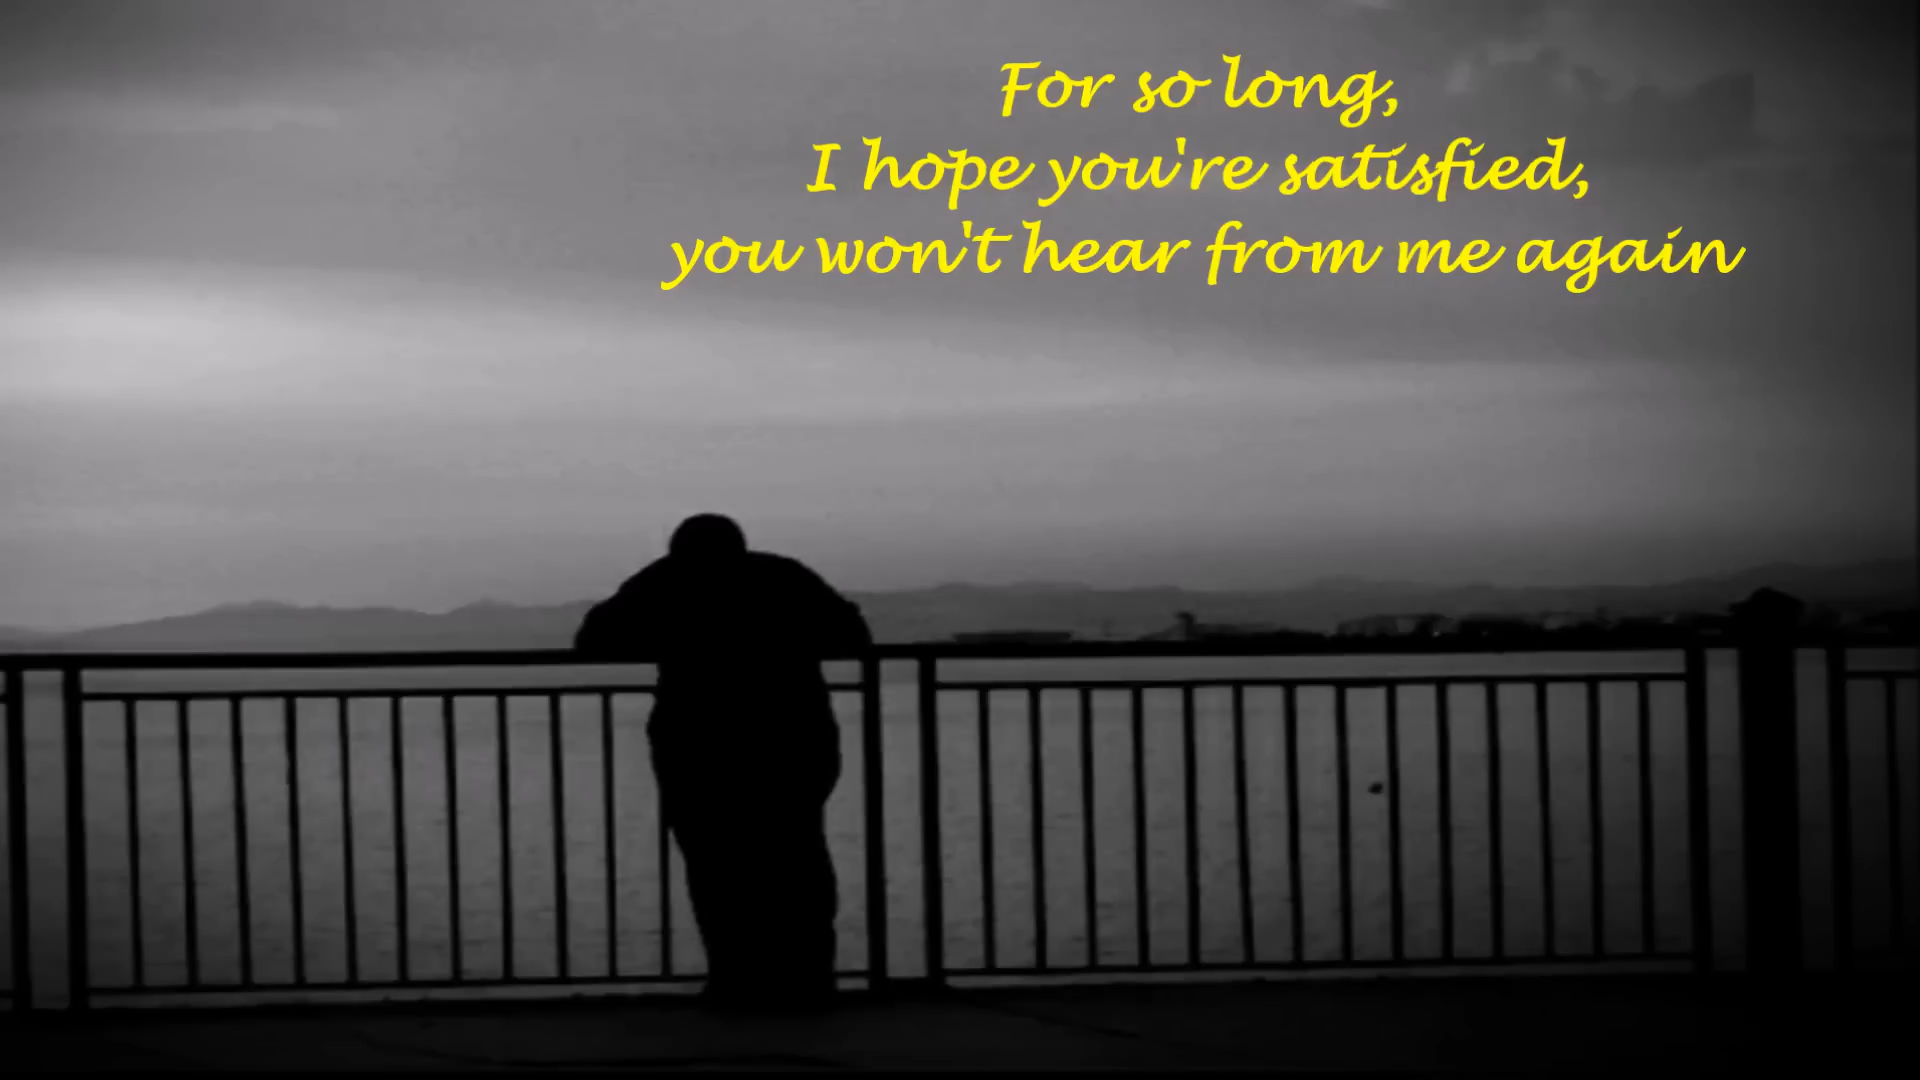 For so long,
I hope you're satisfied,
you won't hear from me again